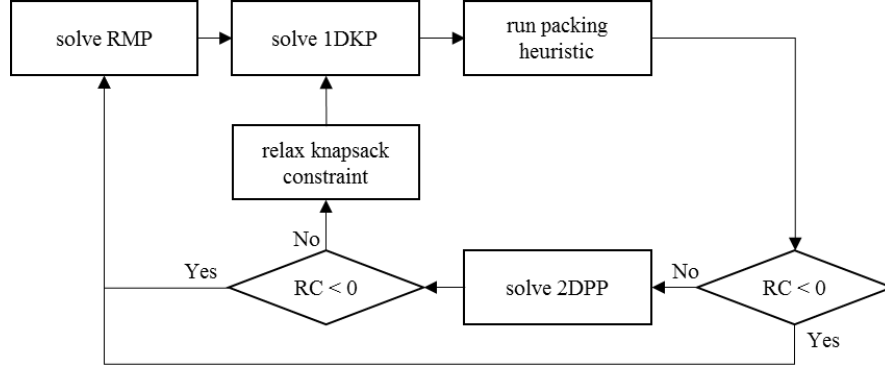 solve RMP
solve 1DKP
run packing
heuristic
relax knapsack
constraint
No
Yes
RC < 0
solve 2DPP
No
RC < 0
Yes